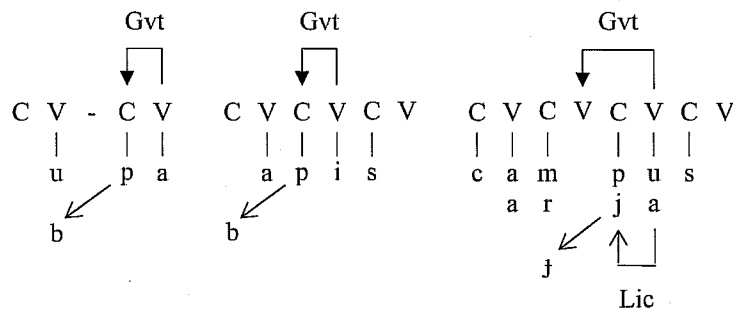 Gvt Gvt Gvt
C V - C V C V C V C V C V C V C V C V
u p a a p i s c a m p u s
b b a r j a
ɟ
Lic